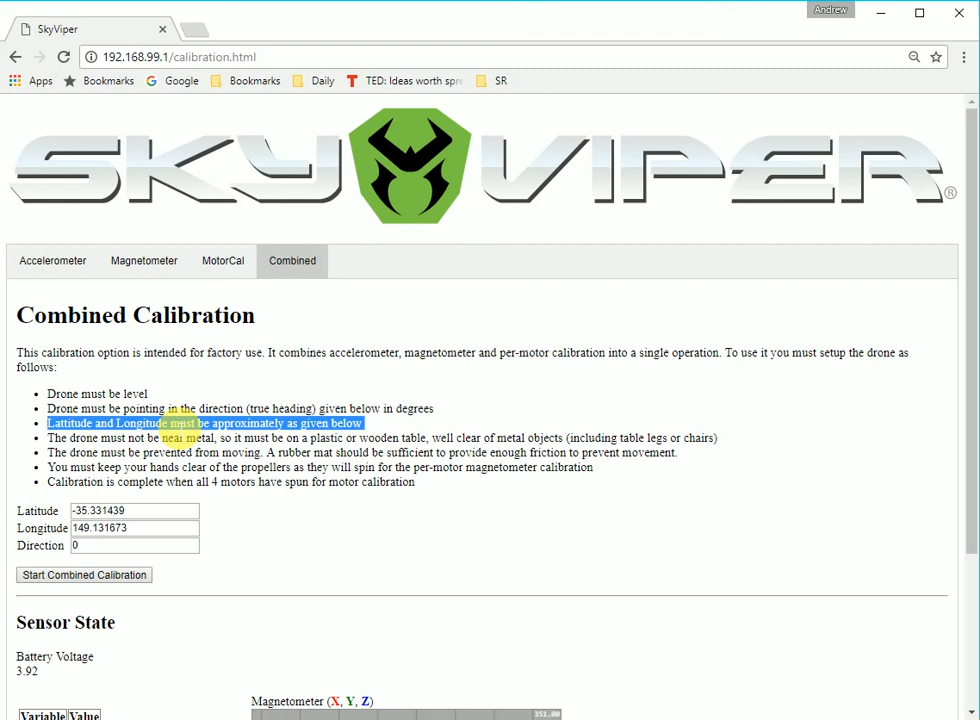 Andrew
SkyViper
192.168.99.1/calibration.html
Apps Bookmarks Google Bookmarks Daily TED: Ideas worth spre SR
SKY VIPER®
Accelerometer Magnetometer MotorCal Combined
Combined Calibration
This calibration option is intended for factory use. It combines accelerometer, magnetometer and per-motor calibration into a single operation. To use it you must setup the drone as
follows:
Drone must be level
Drone must be pointing in the direction (true heading) given below in degrees
Lattitude and Longitude must be approximately as given below
The drone must not be near metal, so it must be on a plastic or wooden table, well clear of metal objects (including table legs or chairs)
The drone must be prevented from moving. A rubber mat should be sufficient to provide enough friction to prevent movement.
You must keep your hands clear of the propellers as they will spin for the per-motor magnetometer calibration
Calibration is complete when all 4 motors have spun for motor calibration
Latitude -35.331439
Longitude 149.131673
Direction 0
Start Combined Calibration
Sensor State
Battery Voltage
3.92
Magnetometer (X, Y, Z)
Variable Value
351.00